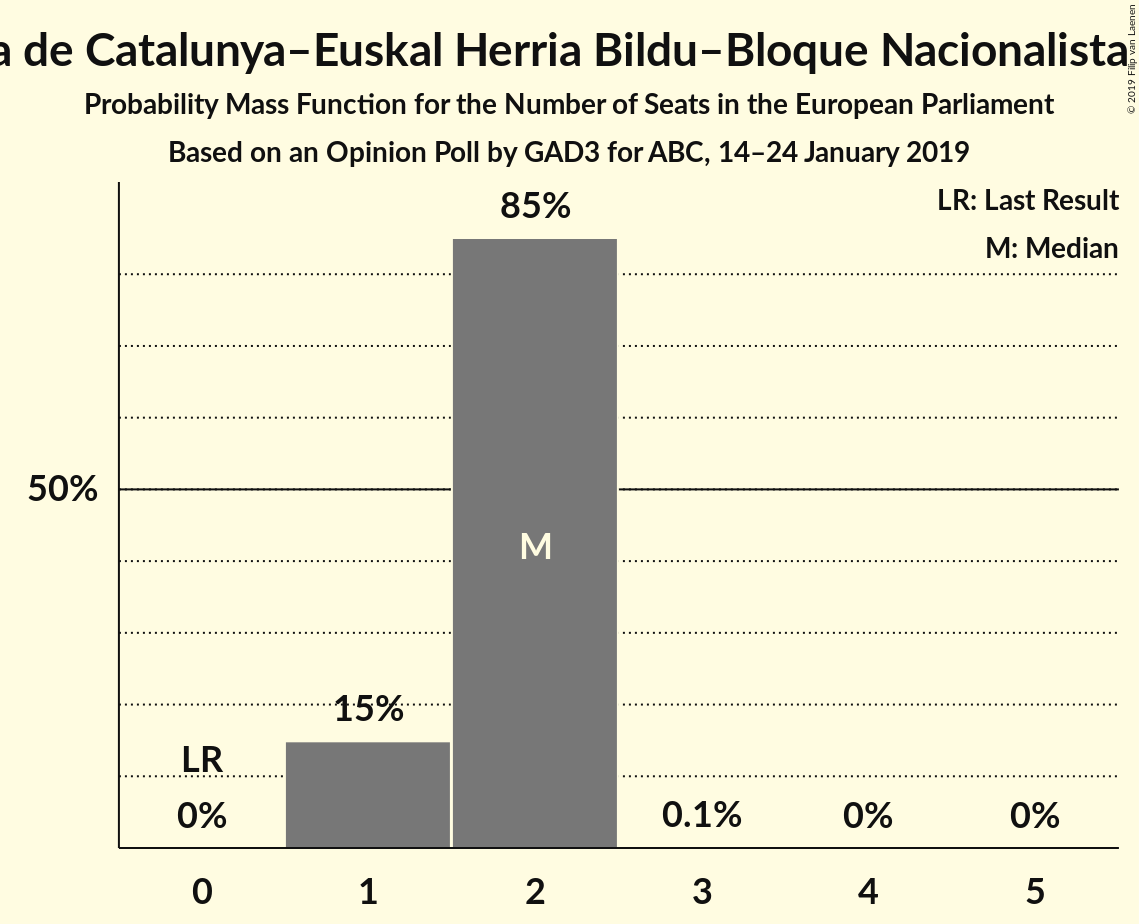 a de Catalunya–Euskal Herria Bildu–Bloque Nacionalista
Probability Mass Function for the Number of Seats in the European Parliament
Based on an Opinion Poll by GAD3 for ABC, 14–24 January 2019
© 2019 Filip van Laenen
LR: Last Result
M: Median
85%
50%
M
15%
LR
0%
0.1%
0%
0%
0
1
2
3
4
5